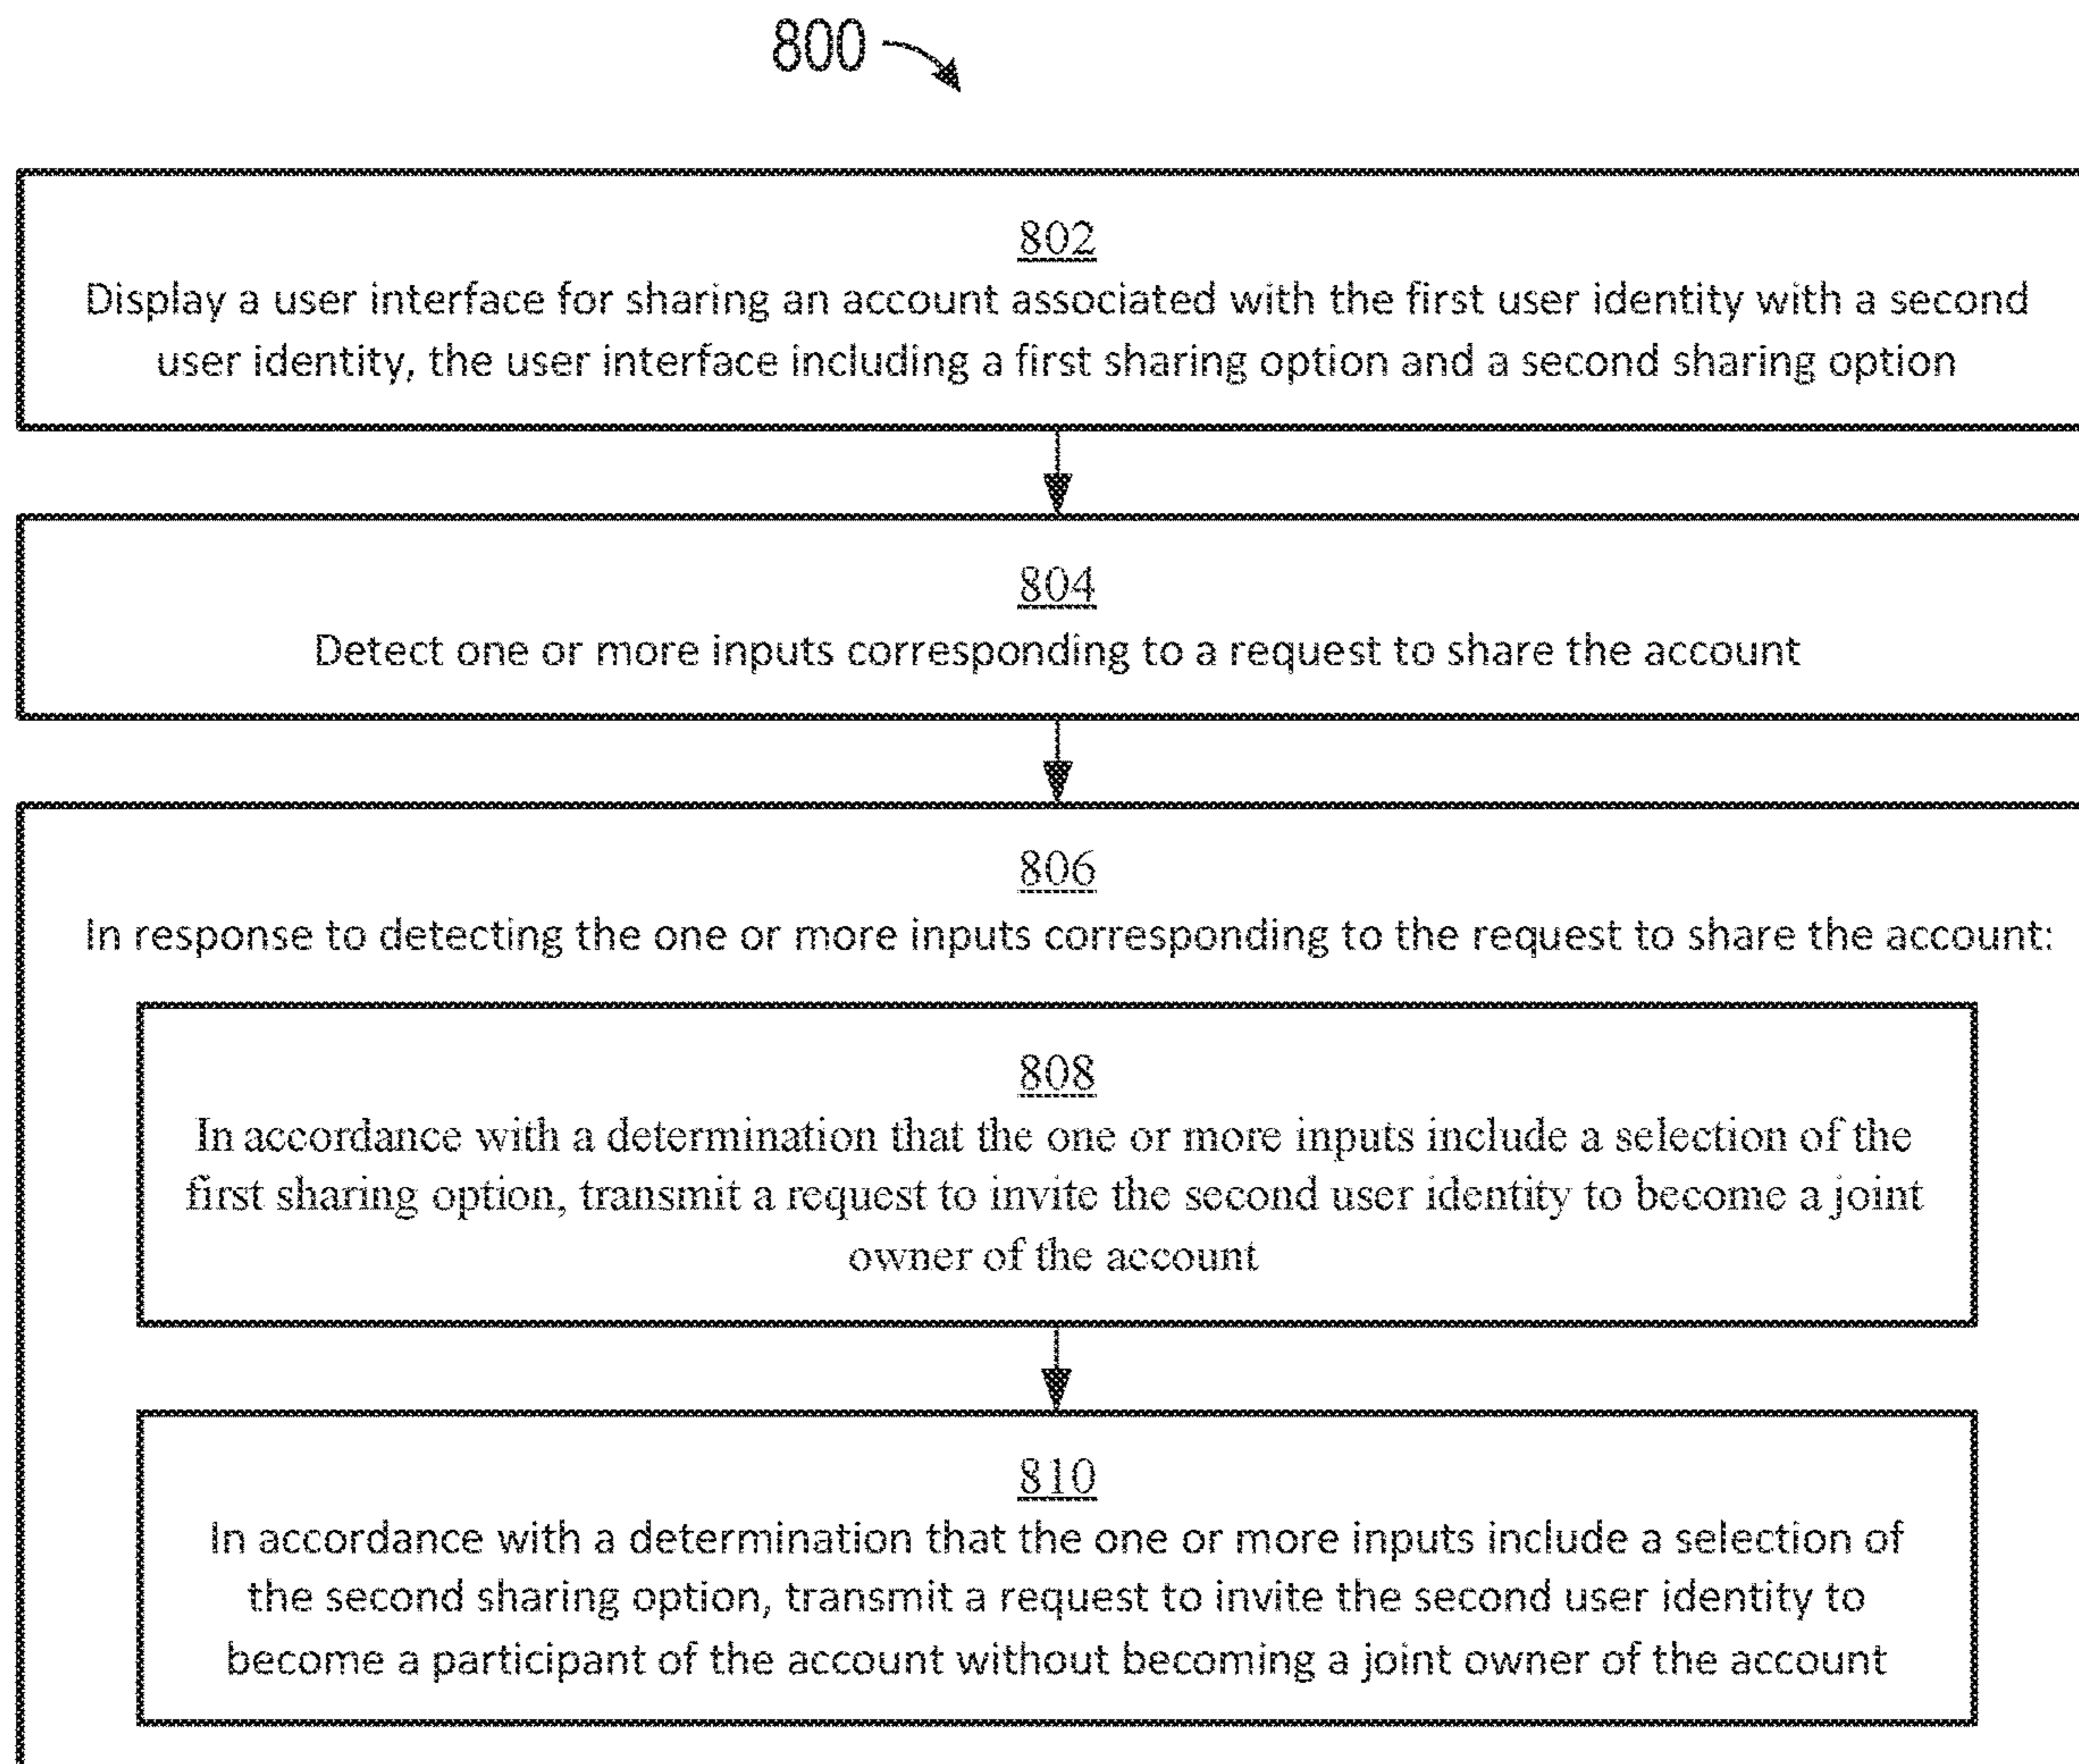 800
802
Display a user interface for sharing an account associated with the first user identity with a second
user identity, the user interface including a first sharing option and a second sharing option
804
Detect one or more inputs corresponding to a request to share the account
806
In response to detecting the one or more inputs corresponding to the request to share the account:
808
In accordance with a determination that the one or more inputs include a selection of the
first sharing option, transmit a request to invite the second user identity to become a joint
owner of the account
810
In accordance with a determination that the one or more inputs include a selection of
the second sharing option, transmit a request to invite the second user identity to
become a participant of the account without becoming a joint owner of the account